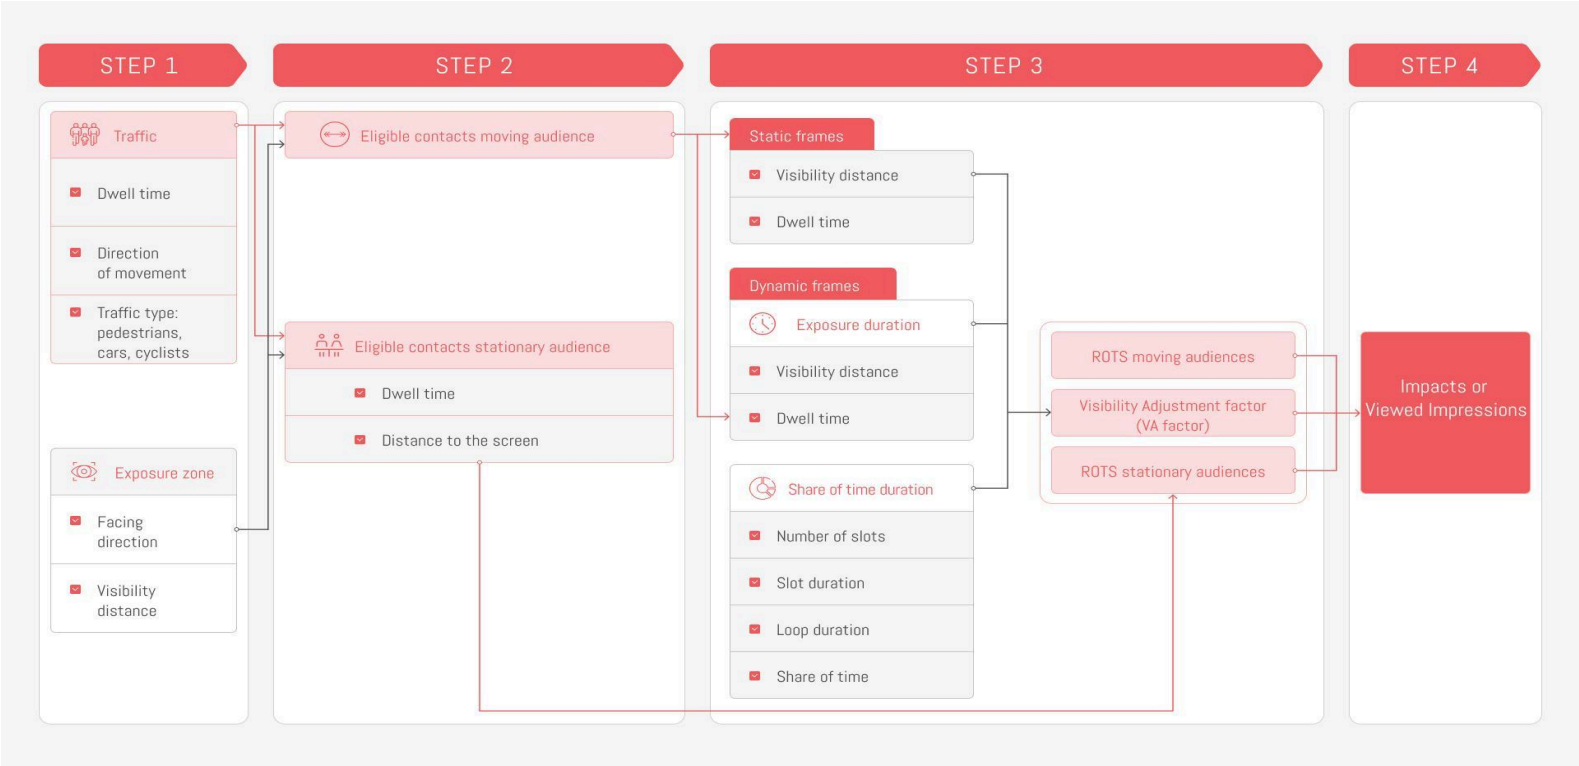 STEP 1
STEP 2
STEP 3
STEP 4
Traffic
Dwell time
Direction
of movement
Traffic type:
pedestrians,
cars, cyclists
Exposure zone
Facing
direction
Visibility
distance
Eligible contacts moving audience
Eligible contacts stationary audience
Dwell time
Distance to the screen
Static frames
Visibility distance
Dwell time
Dynamic frames
Exposure duration
Visibility distance
Dwell time
Share of time duration
Number of slots
Slot duration
Loop duration
Share of time
ROTS moving audiences
Visibility Adjustment factor
(VA factor)
ROTS stationary audiences
Impacts or
Viewed Impressions